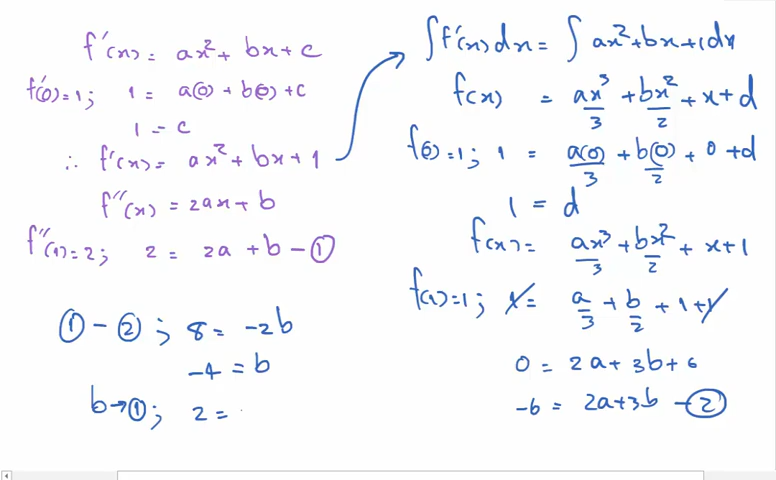 f'(x) = ax² + bx + c
f'(0)=1; 1 = a(0) + b(0) + c
1 = c
∴ f'(x) = ax² + bx + 1
f''(x) = 2ax + b
f''(1)=2; 2 = 2a + b – ①
① – ②; 8 = -2b
-4 = b
b→①; 2 =
∫f'(x)dx = ∫ ax²+bx+1dx
f(x) = ax³/3 + bx²/2 + x + d
f(0)=1; 1 = a(0)/3 + b(0)/2 + 0 + d
1 = d
f(x) = ax³/3 + bx²/2 + x + 1
f(1)=1; 1 = a/3 + b/2 + 1 + 1
0 = 2a + 3b + 6
-6 = 2a+3b – ②